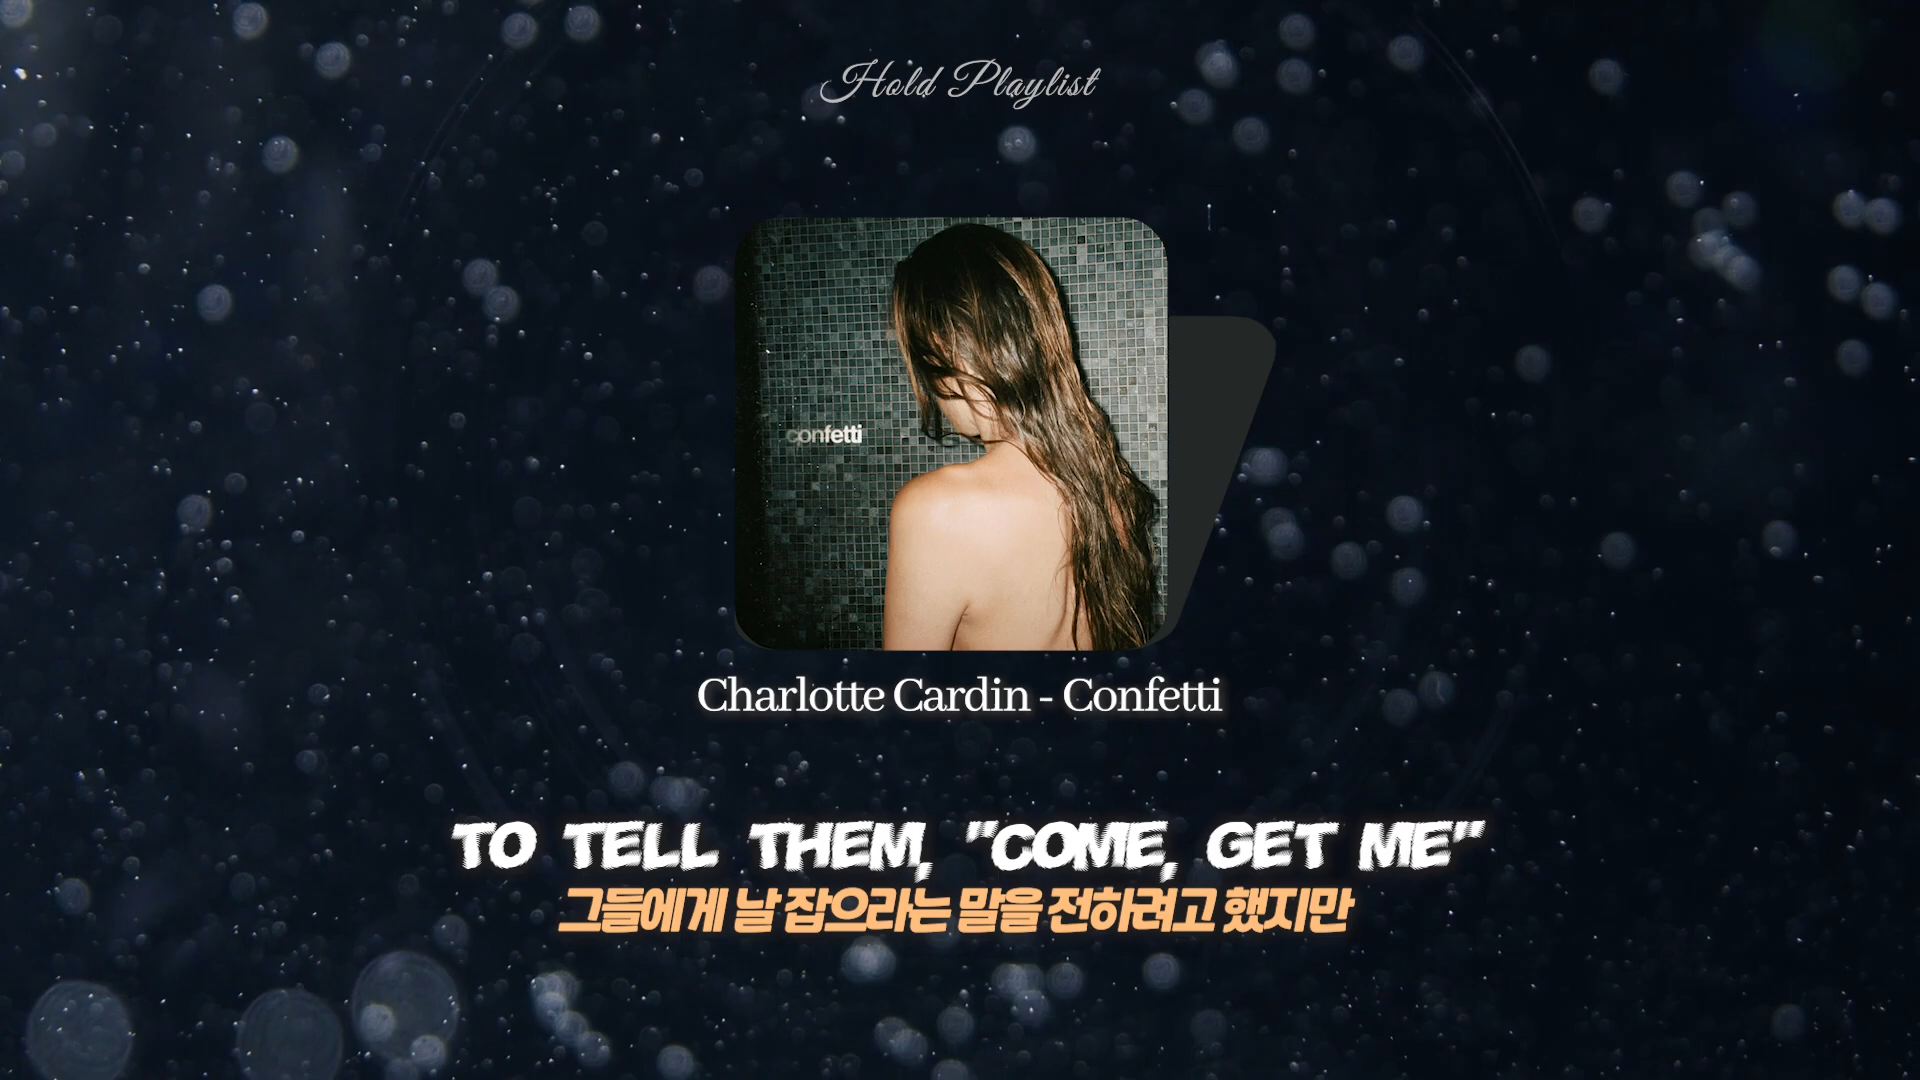 Hold Playlist
confetti
Charlotte Cardin - Confetti
TO TELL THEM, "COME, GET ME"
그들에게 날 잡으라는 말을 전하려고 했지만